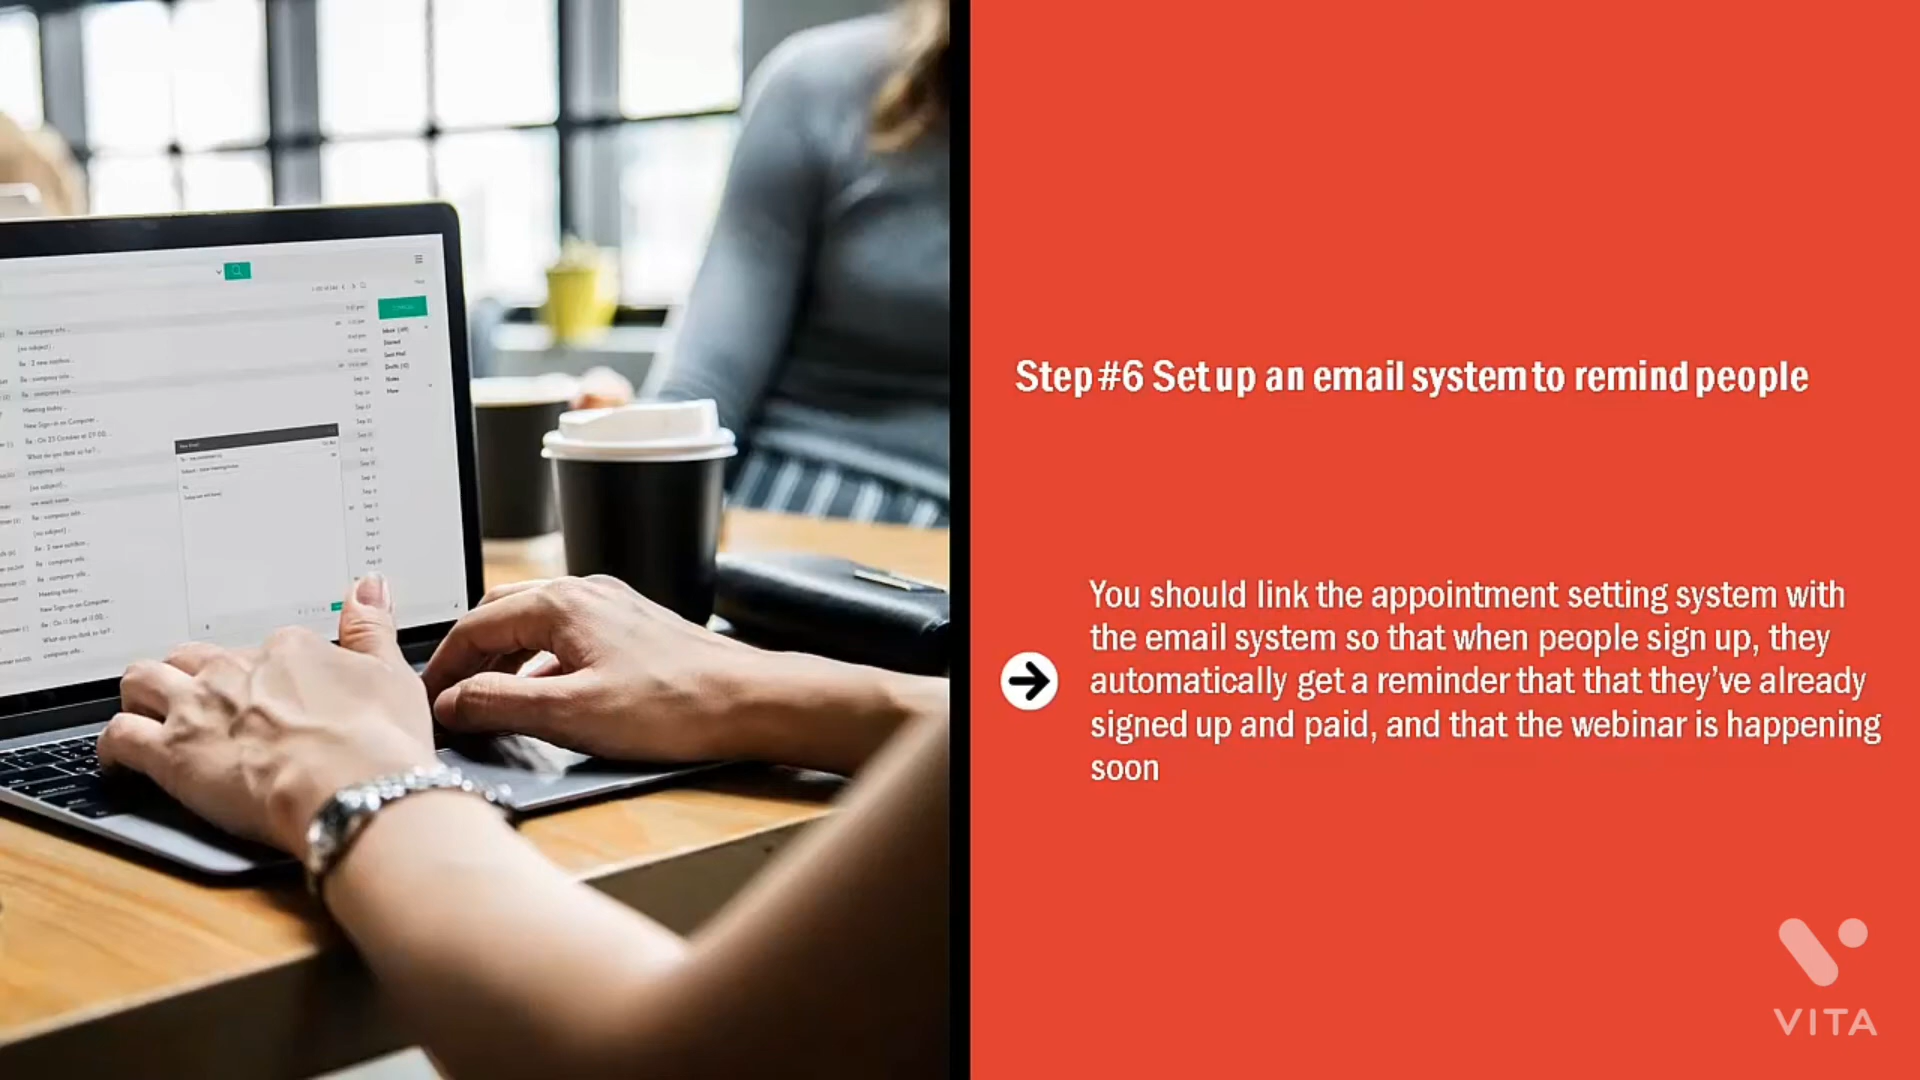 Step #6 Set up an email system to remind people
You should link the appointment setting system with
the email system so that when people sign up, they
automatically get a reminder that that they've already
signed up and paid, and that the webinar is happening
soon
VITA